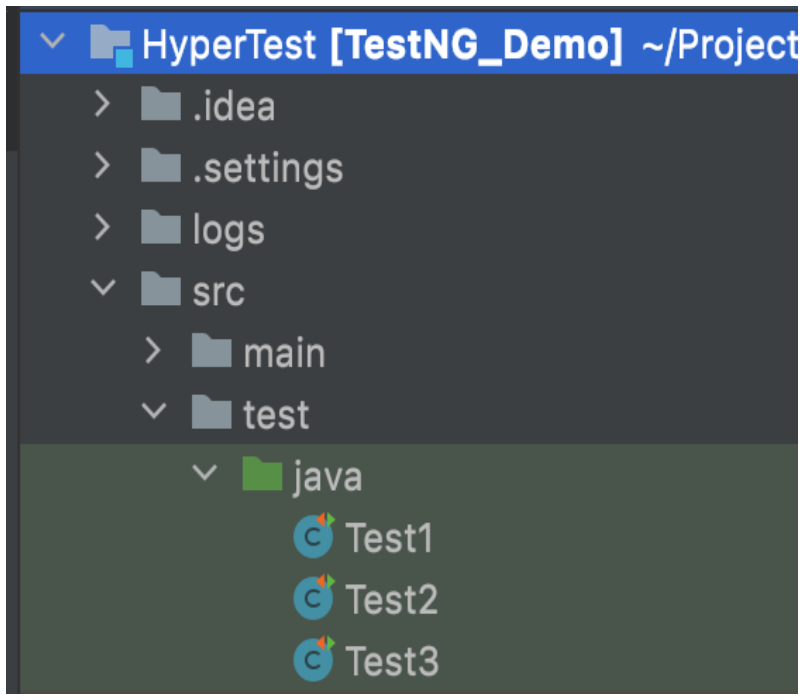 HyperTest [TestNG_Demo] ~/Project
.idea
.settings
logs
src
main
test
java
C Test1
C Test2
C Test3